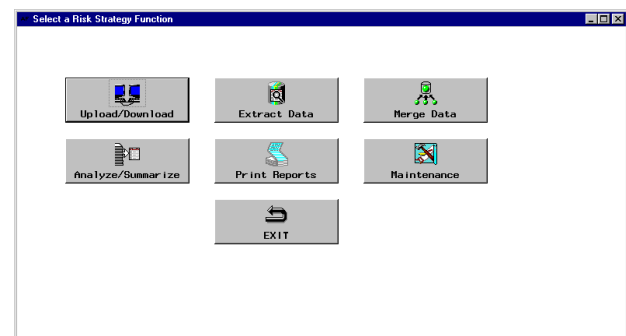 Select a Risk Strategy Function
Upload/Download
Extract Data
Merge Data
Analyze/Summarize
Print Reports
Maintenance
EXIT